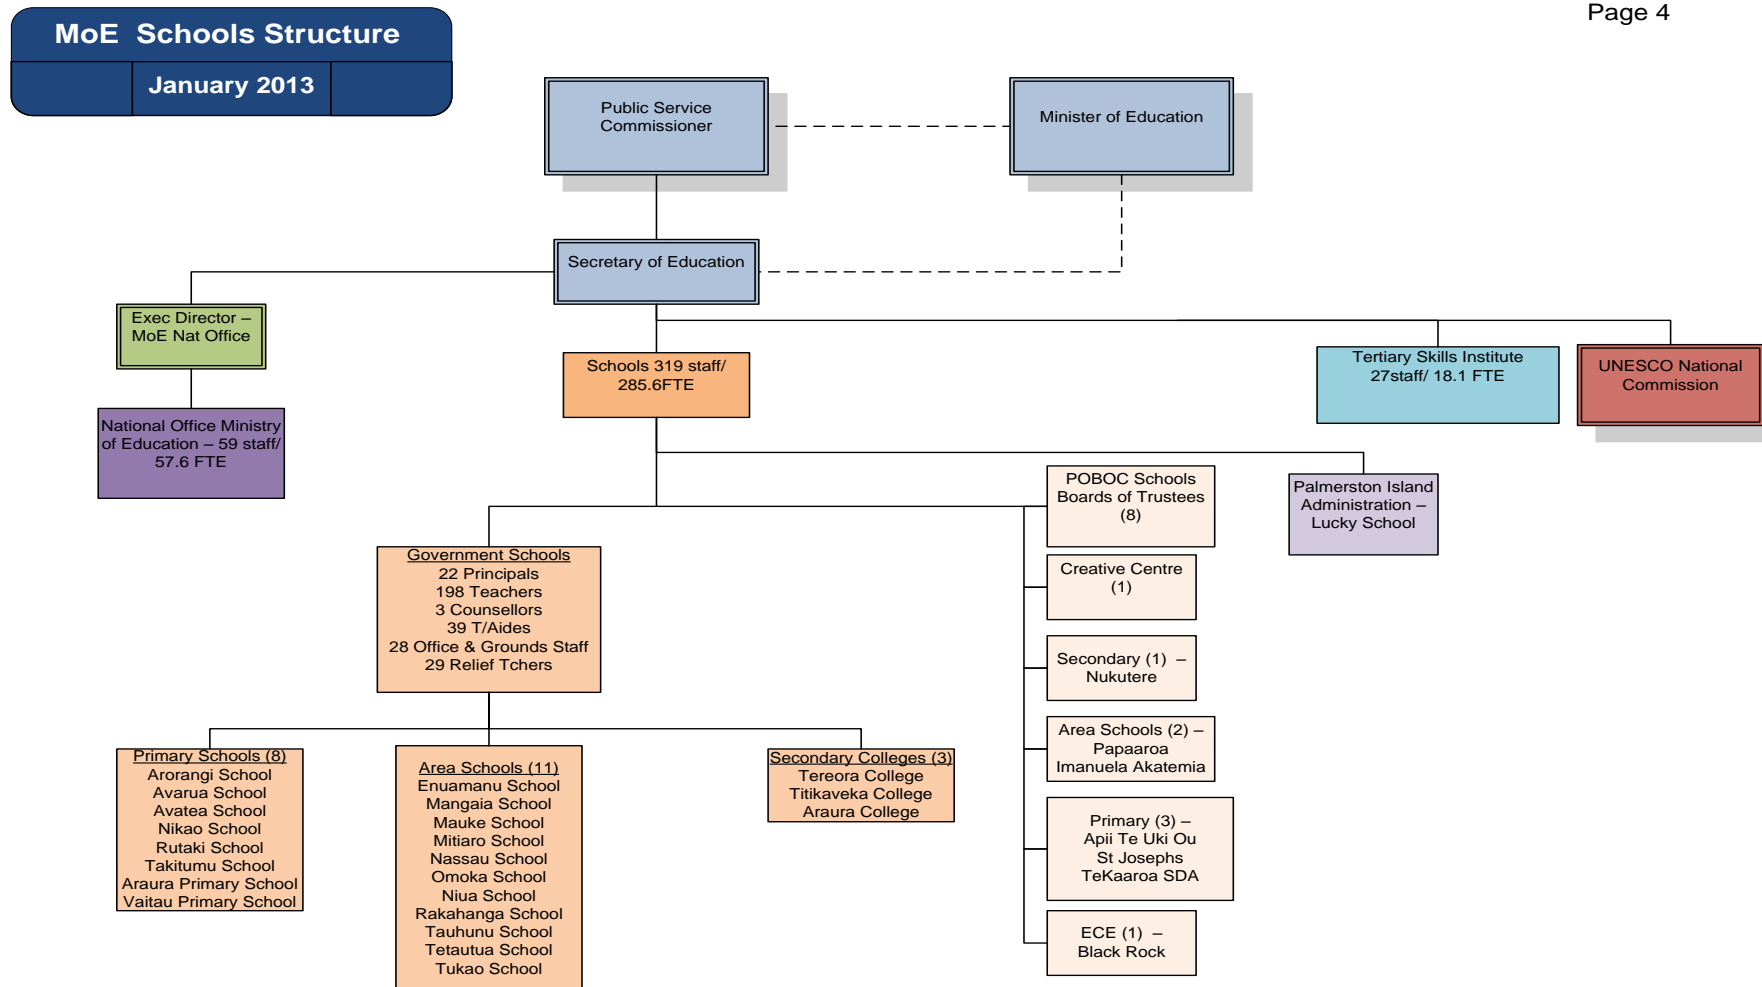 Page 4
MoE Schools Structure
January 2013
Public Service
Commissioner
Minister of Education
Secretary of Education
Exec Director –
MoE Nat Office
National Office Ministry
of Education – 59 staff/
57.6 FTE
Schools 319 staff/
285.6FTE
Tertiary Skills Institute
27staff/ 18.1 FTE
UNESCO National
Commission
POBOC Schools
Boards of Trustees
(8)
Palmerston Island
Administration –
Lucky School
Government Schools
22 Principals
198 Teachers
3 Counsellors
39 T/Aides
28 Office & Grounds Staff
29 Relief Tchers
Creative Centre
(1)
Secondary (1) –
Nukutere
Area Schools (2) –
Papaaroa
Imanuela Akatemia
Primary (3) –
Apii Te Uki Ou
St Josephs
TeKaaroa SDA
ECE (1) –
Black Rock
Primary Schools (8)
Arorangi School
Avarua School
Avatea School
Nikao School
Rutaki School
Takitumu School
Araura Primary School
Vaitau Primary School
Area Schools (11)
Enuamanu School
Mangaia School
Mauke School
Mitiaro School
Nassau School
Omoka School
Niua School
Rakahanga School
Tauhunu School
Tetautua School
Tukao School
Secondary Colleges (3)
Tereora College
Titikaveka College
Araura College